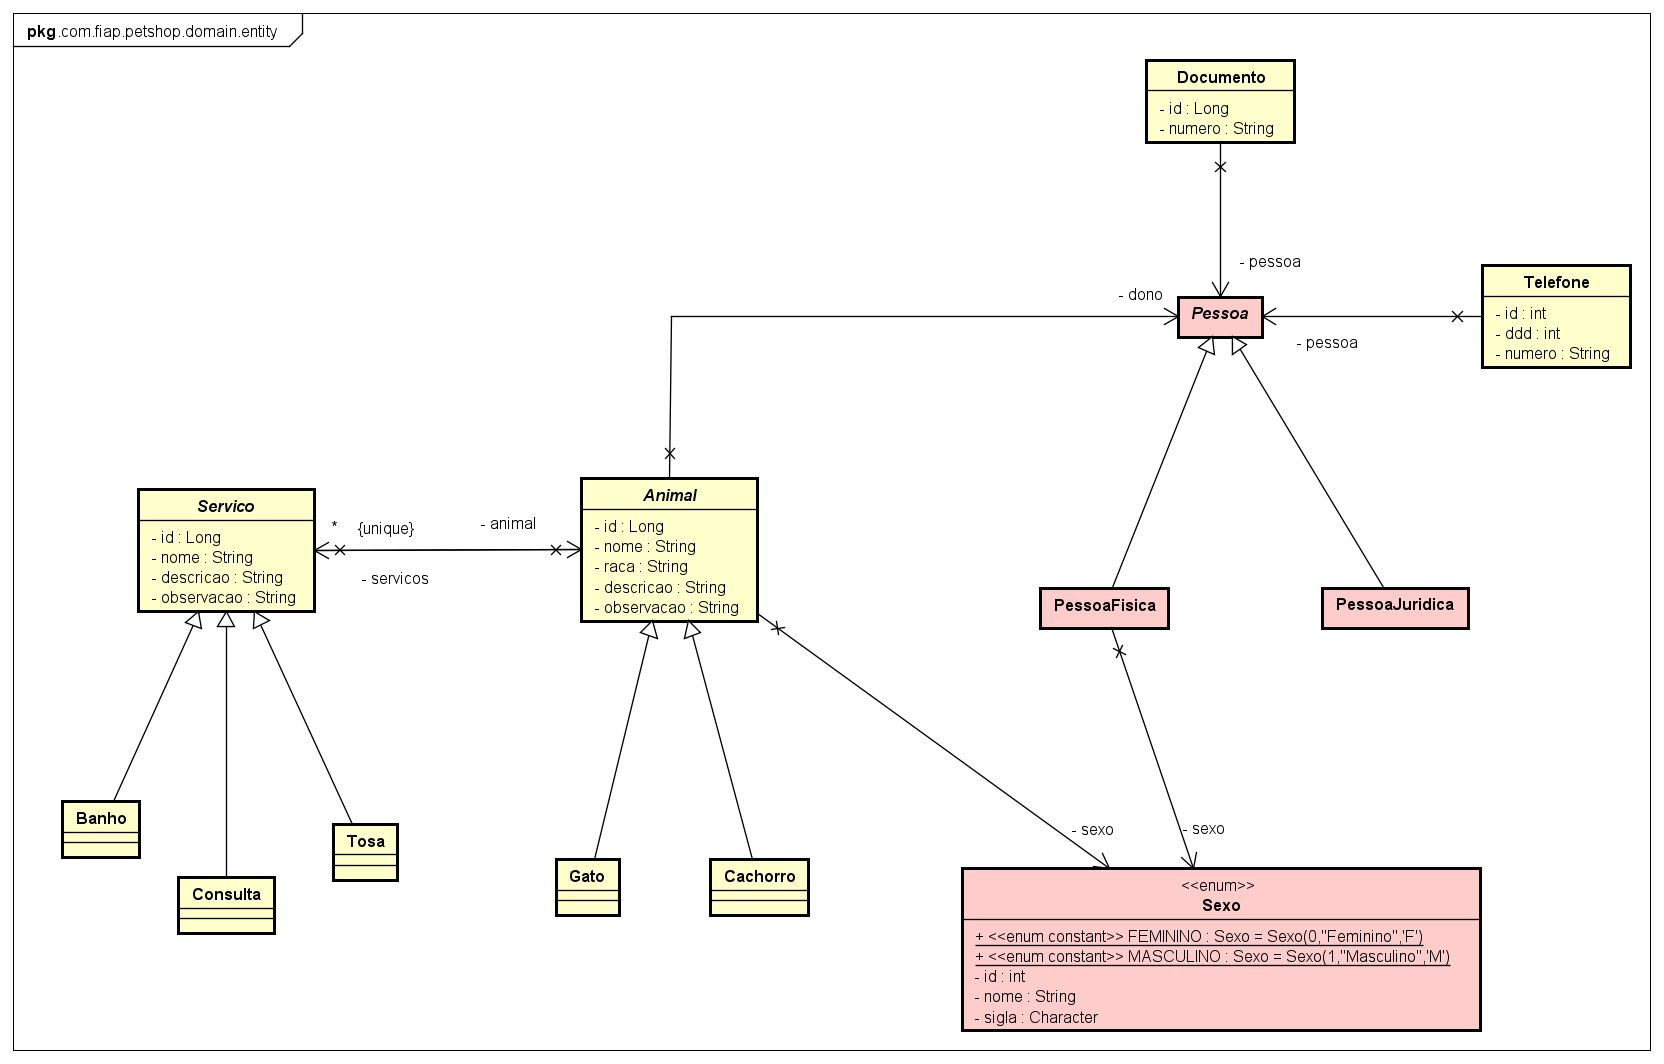 pkg.com.fiap.petshop.domain.entity
Documento
- id : Long
- numero : String
- pessoa
- dono
Pessoa
Telefone
- id : int
- ddd : int
- numero : String
- pessoa
Servico
- id : Long
- nome : String
- descricao : String
- observacao : String
* {unique}
- animal
- servicos
Animal
- id : Long
- nome : String
- raca : String
- descricao : String
- observacao : String
PessoaFisica
PessoaJuridica
Banho
Consulta
Tosa
Gato
Cachorro
- sexo
- sexo
<<enum>>
Sexo
+ <<enum constant>> FEMININO : Sexo = Sexo(0,"Feminino",'F')
+ <<enum constant>> MASCULINO : Sexo = Sexo(1,"Masculino",'M')
- id : int
- nome : String
- sigla : Character